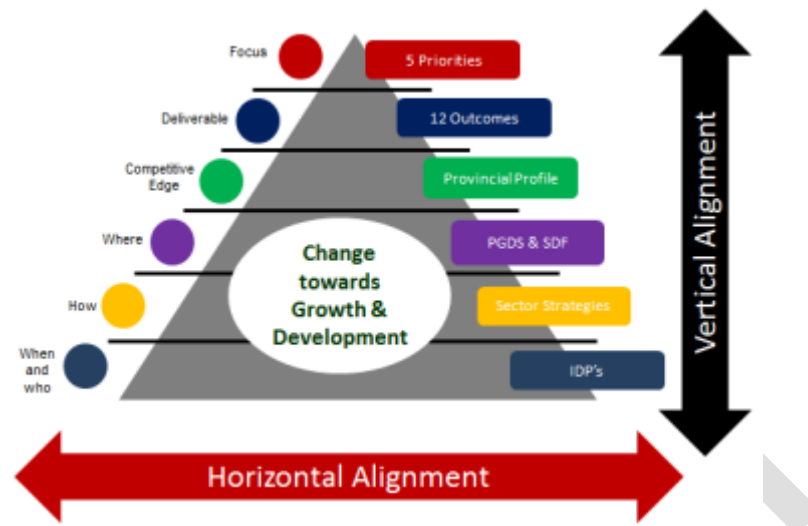 Focus
5 Priorities
Deliverable
12 Outcomes
Competitive
Edge
Provincial Profile
Where
PGDS & SDF
Change
towards
Growth &
Development
How
Sector Strategies
When
and
who
IDP's
Vertical Alignment
Horizontal Alignment